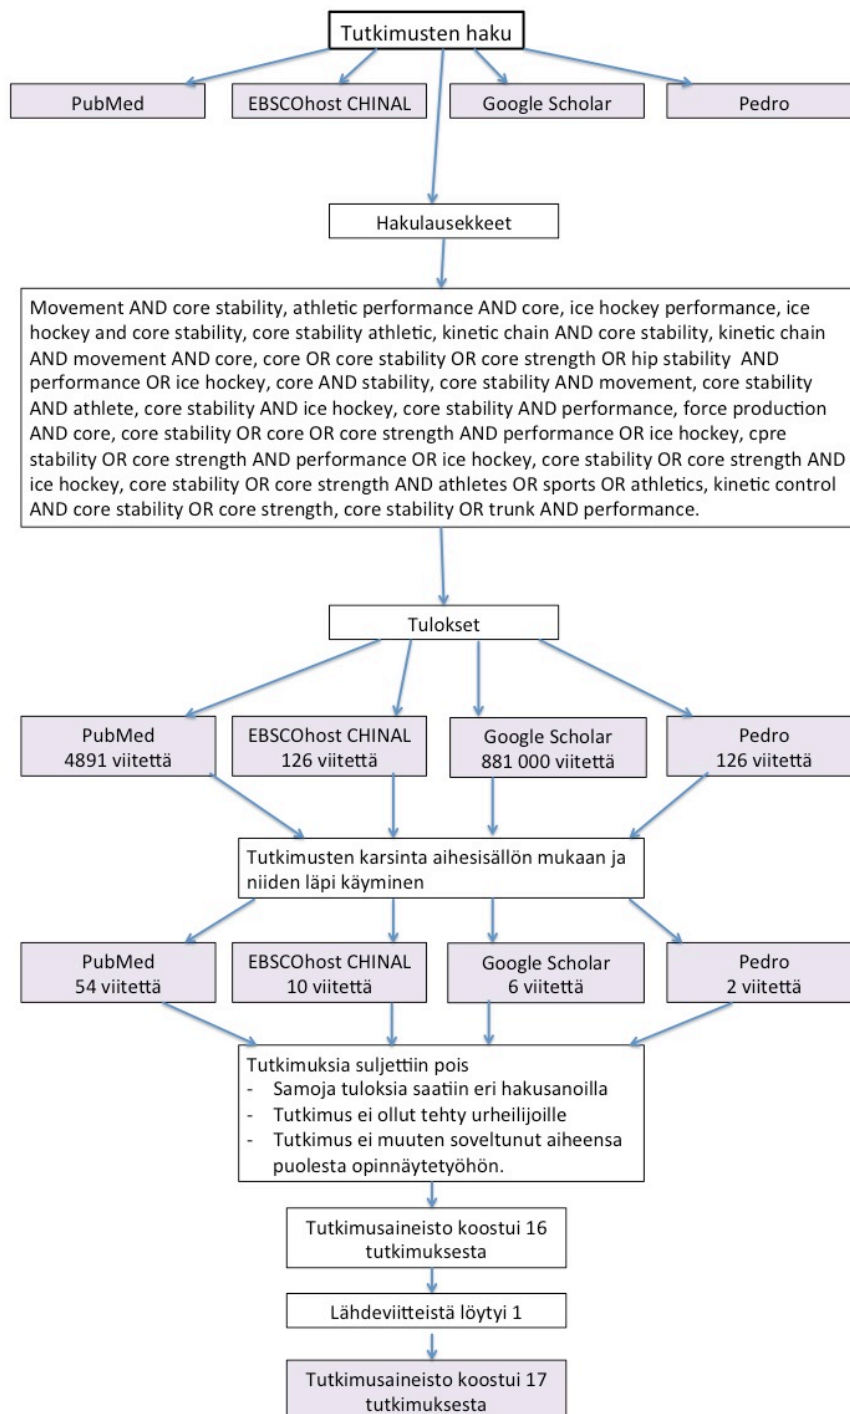 Tutkimusten haku
PubMed
EBSCOhost CHINAL
Google Scholar
Pedro
Hakulausekkeet
Movement AND core stability, athletic performance AND core, ice hockey performance, ice
hockey and core stability, core stability athletic, kinetic chain AND core stability, kinetic chain
AND movement AND core, core OR core stability OR core strength OR hip stability AND
performance OR ice hockey, core AND stability, core stability AND movement, core stability
AND athlete, core stability AND ice hockey, core stability AND performance, force production
AND core, core stability OR core OR core strength AND performance OR ice hockey, cpre
stability OR core strength AND performance OR ice hockey, core stability OR core strength AND
ice hockey, core stability OR core strength AND athletes OR sports OR athletics, kinetic control
AND core stability OR core strength, core stability OR trunk AND performance.
Tulokset
PubMed
4891 viitettä
EBSCOhost CHINAL
126 viitettä
Google Scholar
881 000 viitettä
Pedro
126 viitettä
Tutkimusten karsinta aihesisällön mukaan ja
niiden läpi käyminen
PubMed
54 viitettä
EBSCOhost CHINAL
10 viitettä
Google Scholar
6 viitettä
Pedro
2 viitettä
Tutkimuksia suljettiin pois
- Samoja tuloksia saatiin eri hakusanoilla
- Tutkimus ei ollut tehty urheilijoille
- Tutkimus ei muuten soveltunut aiheensa
puolesta opinnäytetyöhön.
Tutkimusaineisto koostui 16
tutkimuksesta
Lähdeviitteistä löytyi 1
Tutkimusaineisto koostui 17
tutkimuksesta